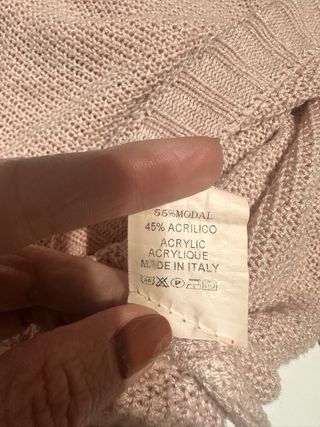 55%MODAL
45% ACRILICO
ACRYLIC
ACRYLIQUE
MADE IN ITALY